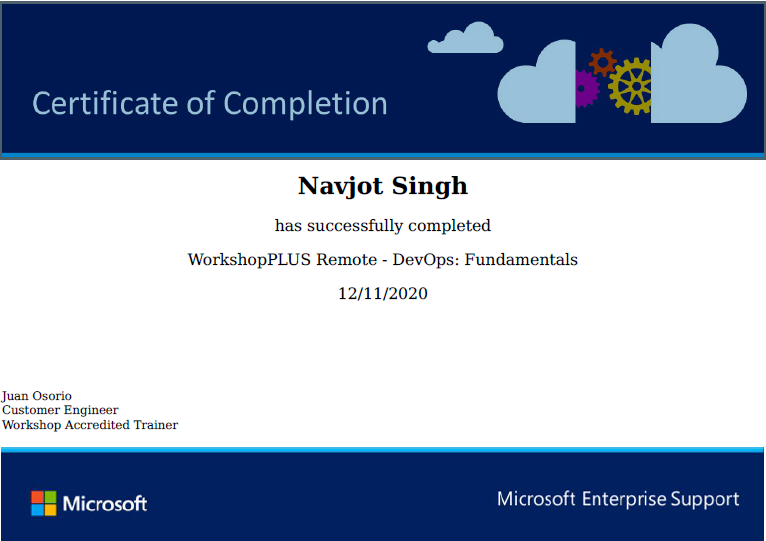 Certificate of Completion
Navjot Singh
has successfully completed
WorkshopPLUS Remote - DevOps: Fundamentals
12/11/2020
Juan Osorio
Customer Engineer
Workshop Accredited Trainer
Microsoft
Microsoft Enterprise Support